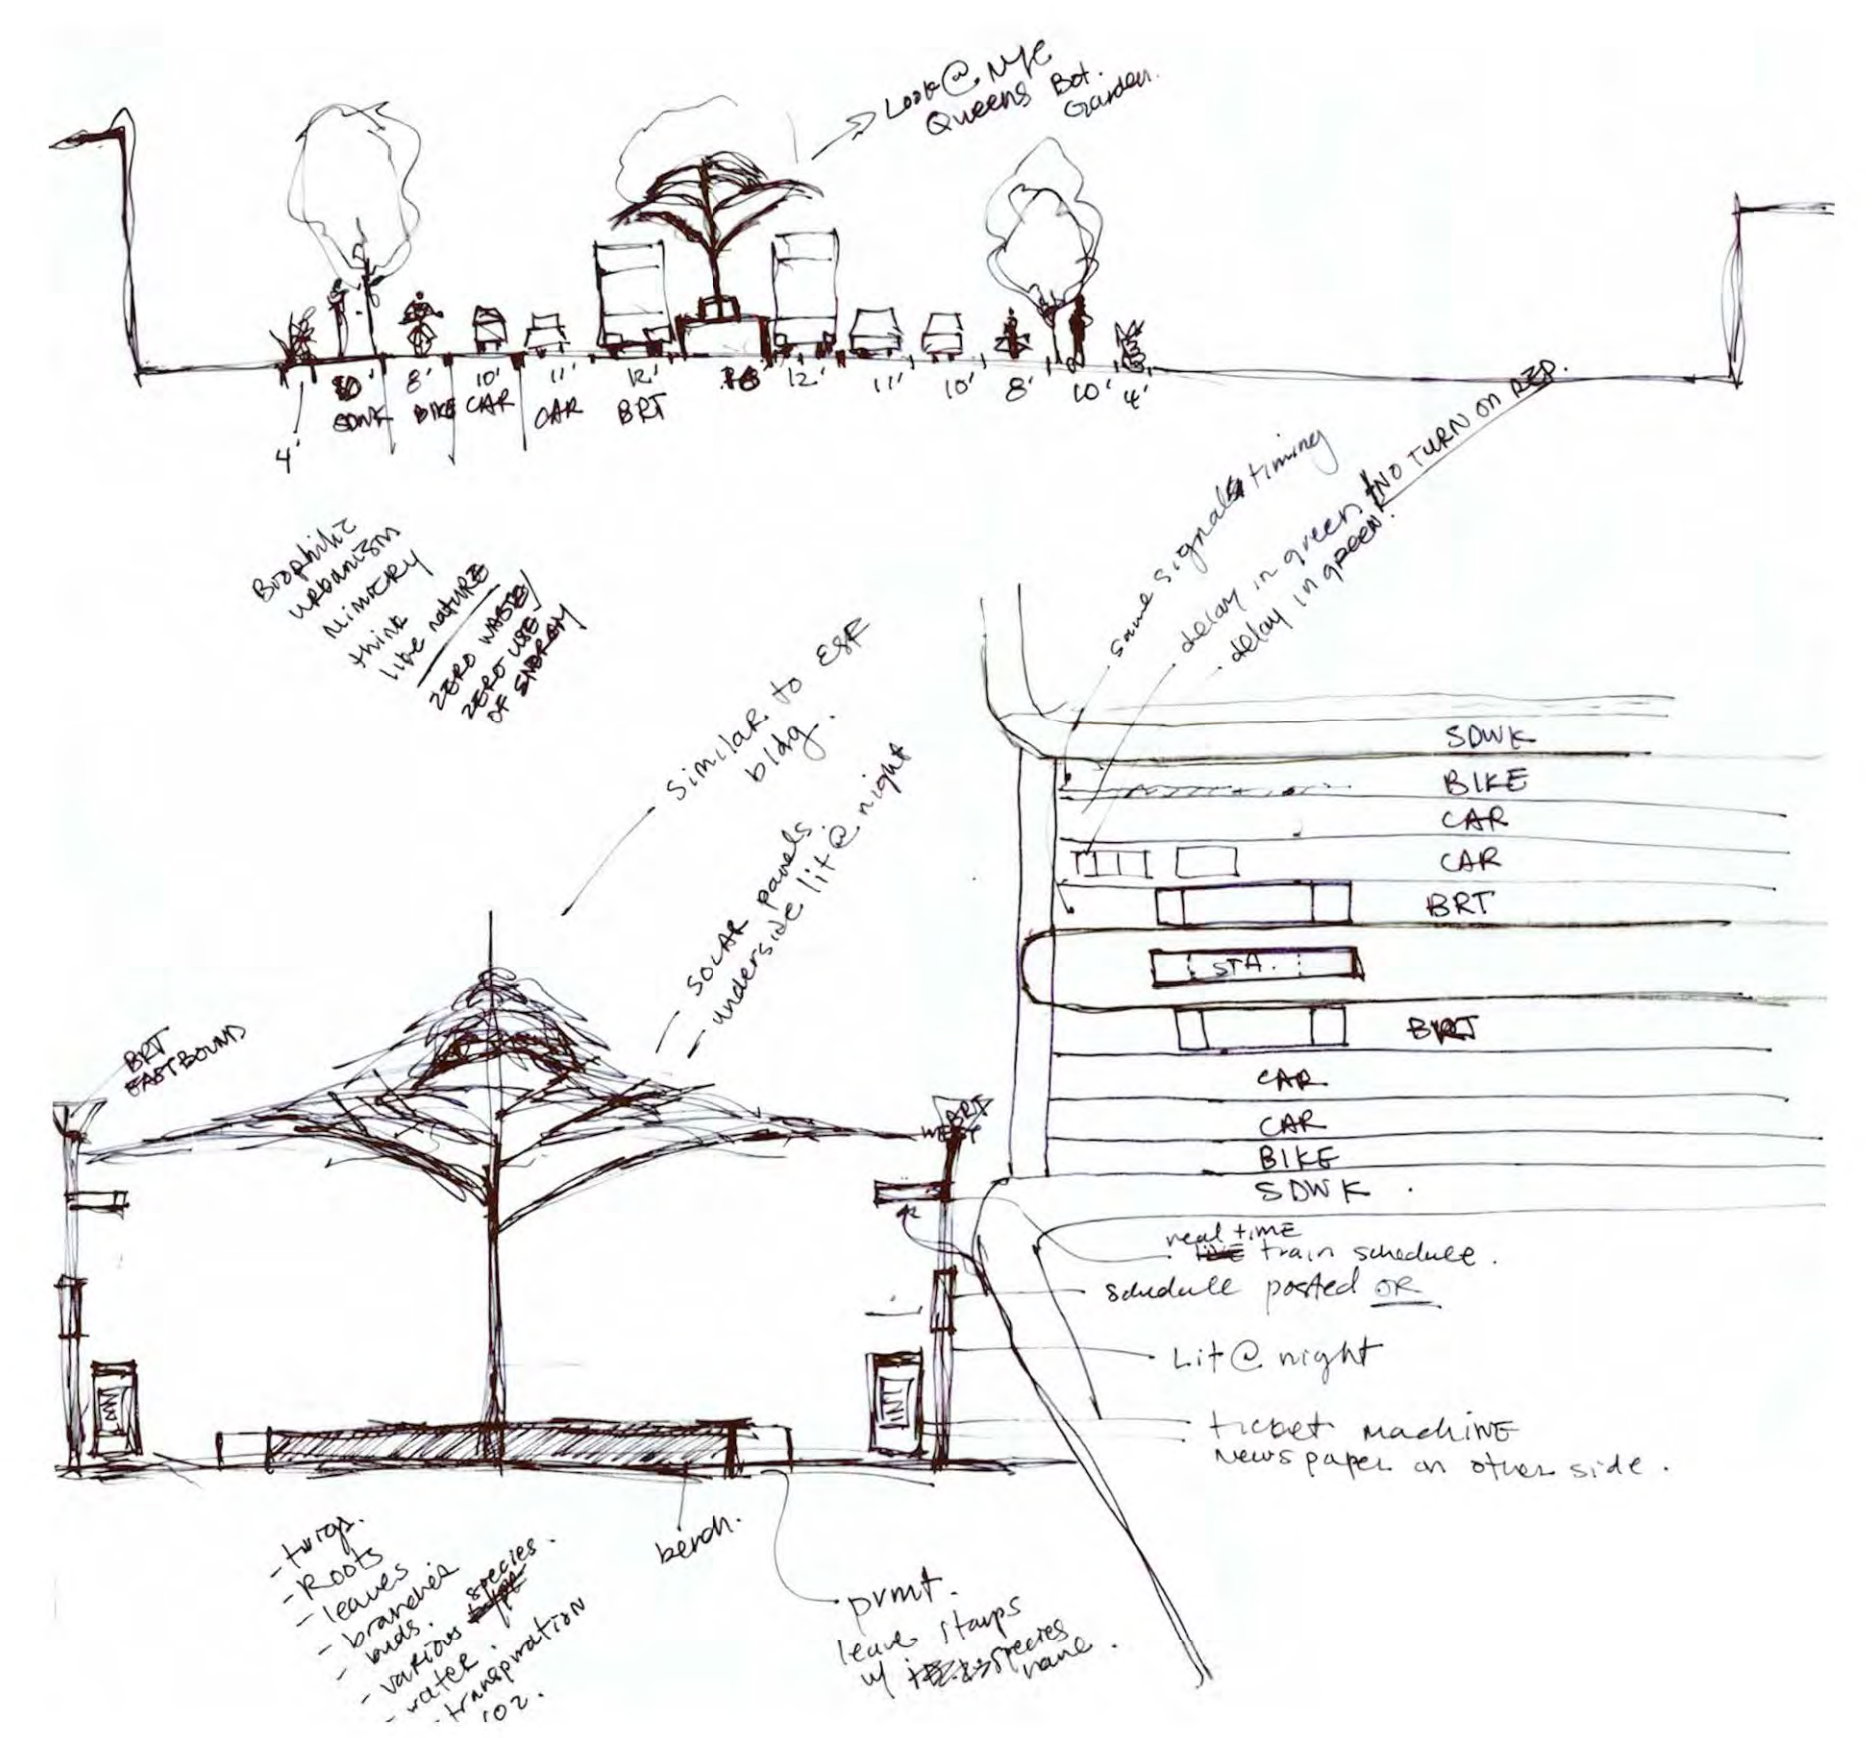 Look@ NYC
Queens Bot.
Garden.
4'
10'
8'
10'
11'
12'
12'
11'
10'
8'
10'
4'
SDWK
BIKE
CAR
CAR
BRT
Biophilic
urbanism
mimicry
think
like nature
ZERO WASTE/
ZERO USE
OF ENERGY
same signal timing
delay in green / NO TURN on RED.
delay in green.
SDWK
BIKE
CAR
CAR
BRT
STA.
BRT
CAR
CAR
BIKE
SDWK
similar to ESF
bldg.
solar panels.
underside lit @ night
BRT
EASTBOUND
BRT
WEST
real time
train schedule.
schedule posted OR
Lit @ night
ticket machine
newspaper on other side.
bench.
pvmt.
leave stamps
w/ species
name.
- twigs.
- Roots
- leaves
- branches
- buds.
- various species.
- water.
- transpiration